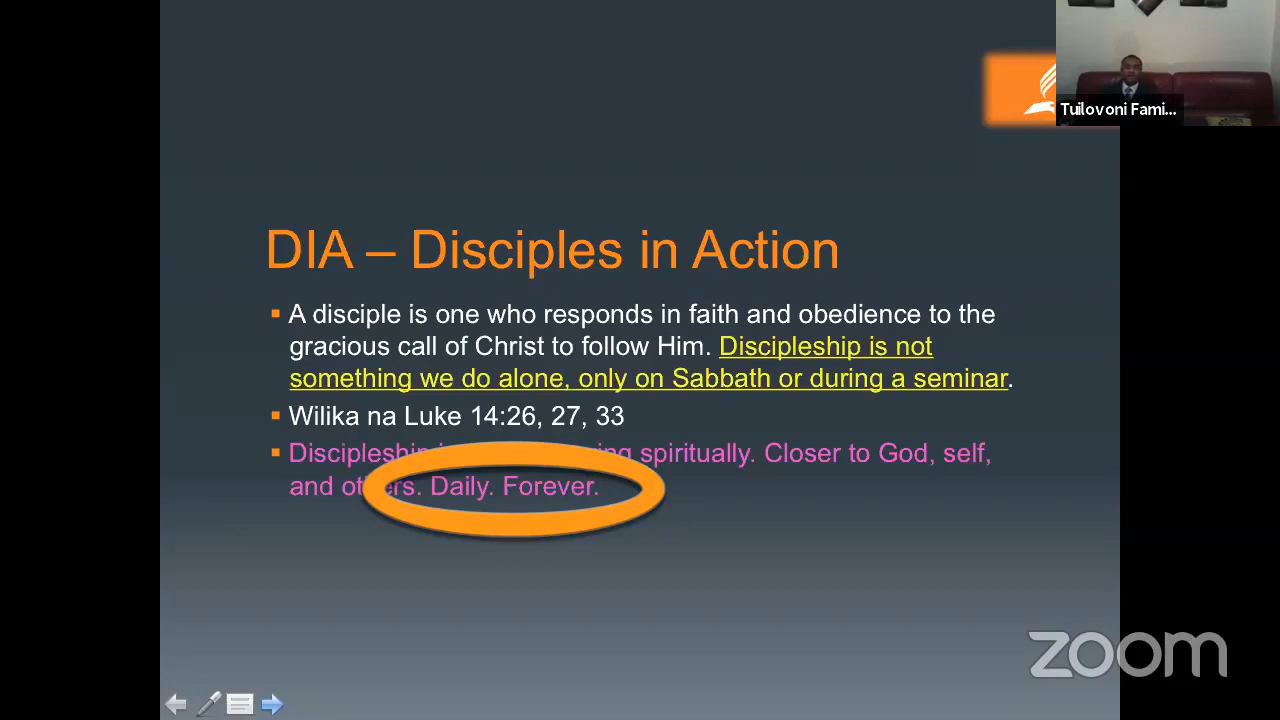 Tuilovoni Fami...
DIA – Disciples in Action
A disciple is one who responds in faith and obedience to the
gracious call of Christ to follow Him. Discipleship is not
something we do alone, only on Sabbath or during a seminar.
Wilika na Luke 14:26, 27, 33
Discipleship spiritually. Closer to God, self,
and others. Daily. Forever.
zoom